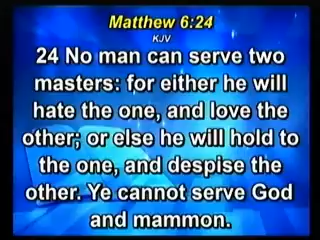 Matthew 6:24
KJV
24 No man can serve two
masters: for either he will
hate the one, and love the
other; or else he will hold to
the one, and despise the
other. Ye cannot serve God
and mammon.